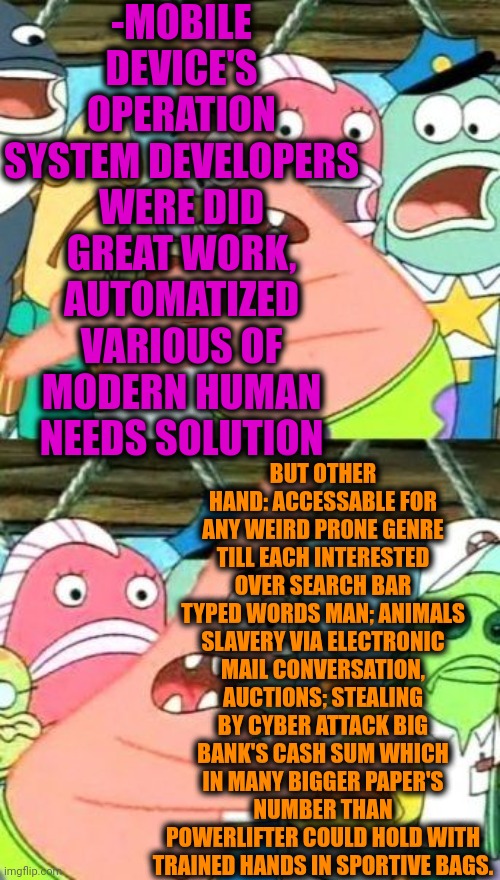 -MOBILE
DEVICE'S
OPERATION
SYSTEM DEVELOPERS
WERE DID
GREAT WORK,
AUTOMATIZED
VARIOUS OF
MODERN HUMAN
NEEDS SOLUTION
BUT OTHER
HAND: ACCESSABLE FOR
ANY WEIRD PRONE GENRE
TILL EACH INTERESTED
OVER SEARCH BAR
TYPED WORDS MAN; ANIMALS
SLAVERY VIA ELECTRONIC
MAIL CONVERSATION,
AUCTIONS; STEALING
BY CYBER ATTACK BIG
BANK'S CASH SUM WHICH
IN MANY BIGGER PAPER'S
NUMBER THAN
POWERLIFTER COULD HOLD WITH
TRAINED HANDS IN SPORTIVE BAGS.
imgflip.com